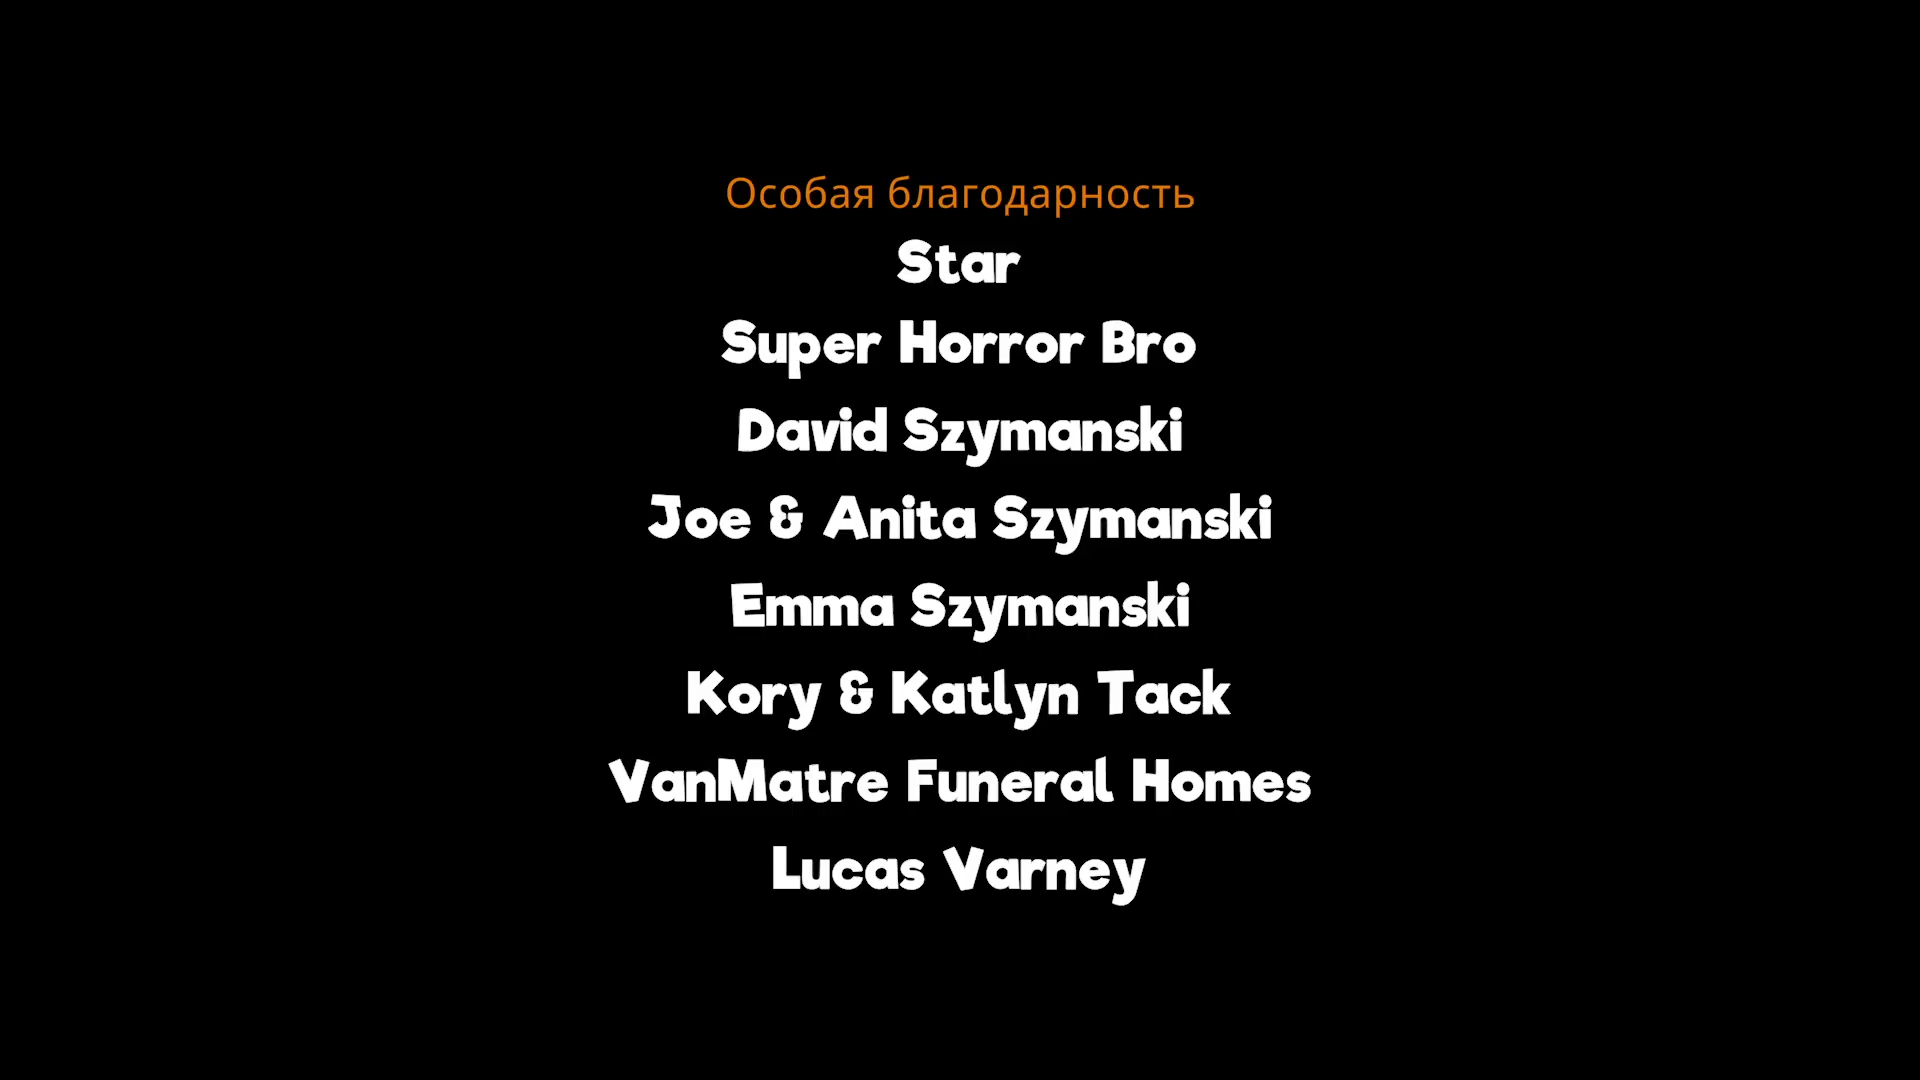 Особая благодарность
Star
Super Horror Bro
David Szymanski
Joe & Anita Szymanski
Emma Szymanski
Kory & Katlyn Tack
VanMatre Funeral Homes
Lucas Varney